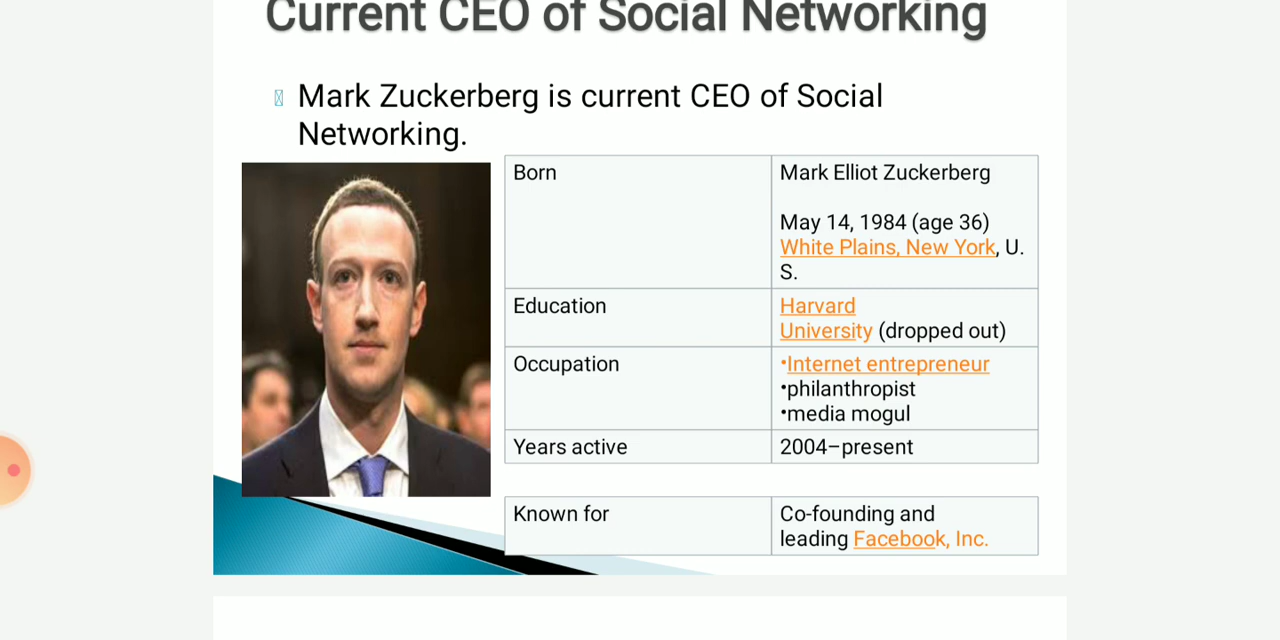 Current CEO of Social Networking
Mark Zuckerberg is current CEO of Social
Networking.
Born
Mark Elliot Zuckerberg
May 14, 1984 (age 36)
White Plains, New York, U.
S.
Education
Harvard
University (dropped out)
Occupation
•Internet entrepreneur
•philanthropist
•media mogul
Years active
2004–present
Known for
Co-founding and
leading Facebook, Inc.